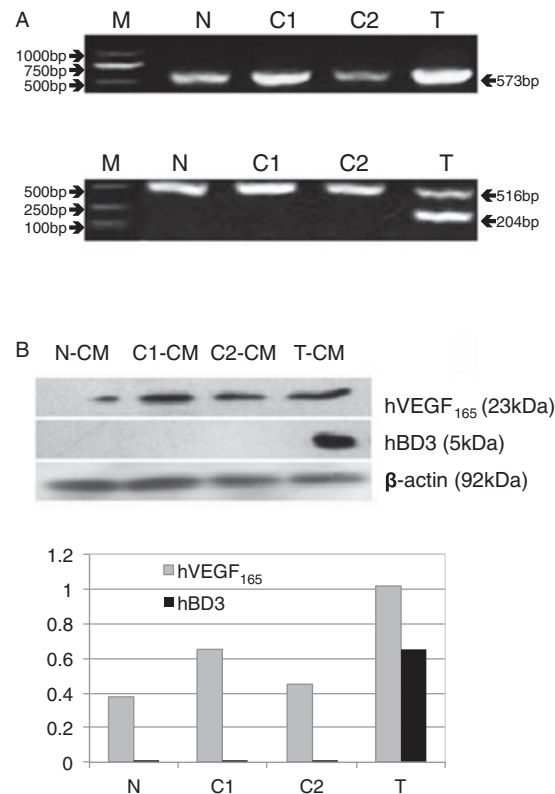 A
M N C1 C2 T
1000bp
750bp
500bp
573bp
M N C1 C2 T
500bp
250bp
100bp
516bp
204bp
B
N-CM C1-CM C2-CM T-CM
hVEGF165 (23kDa)
hBD3 (5kDa)
β-actin (92kDa)
1.2
1
0.8
0.6
0.4
0.2
0
hVEGF165
hBD3
N C1 C2 T